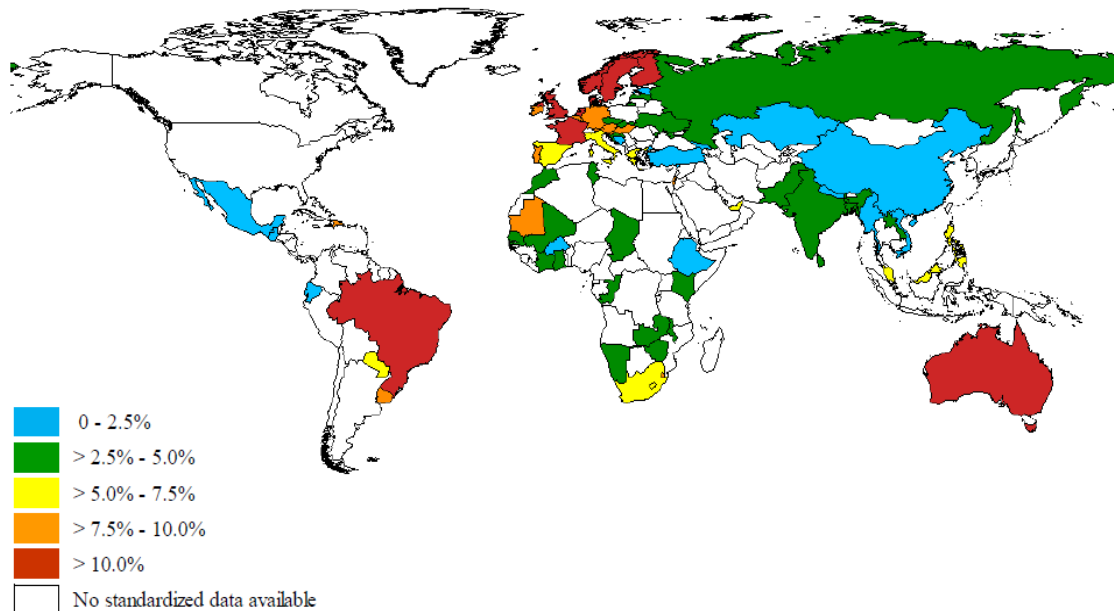 0 - 2.5%
> 2.5% - 5.0%
> 5.0% - 7.5%
> 7.5% - 10.0%
> 10.0%
No standardized data available